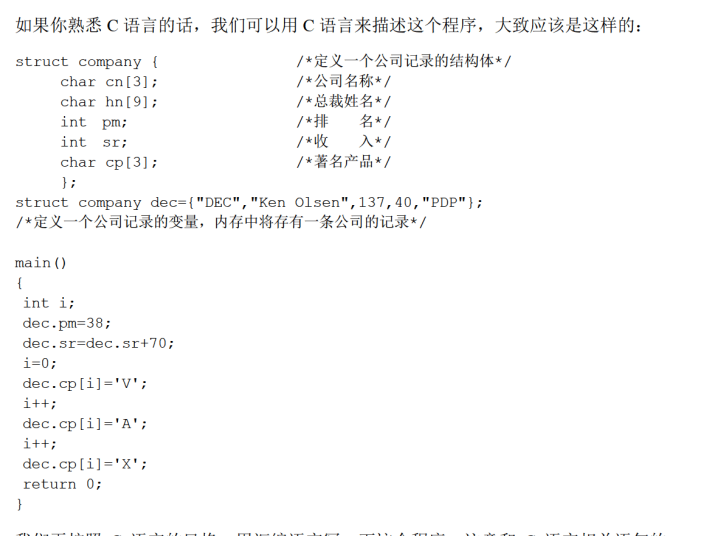 如果你熟悉 C 语言的话，我们可以用 C 语言来描述这个程序，大致应该是这样的：
struct company { /*定义一个公司记录的结构体*/
char cn[3]; /*公司名称*/
char hn[9]; /*总裁姓名*/
int pm; /*排 名*/
int sr; /*收 入*/
char cp[3]; /*著名产品*/
};
struct company dec={"DEC","Ken Olsen",137,40,"PDP"};
/*定义一个公司记录的变量，内存中将存有一条公司的记录*/
main()
{
int i;
dec.pm=38;
dec.sr=dec.sr+70;
i=0;
dec.cp[i]='V';
i++;
dec.cp[i]='A';
i++;
dec.cp[i]='X';
return 0;
}